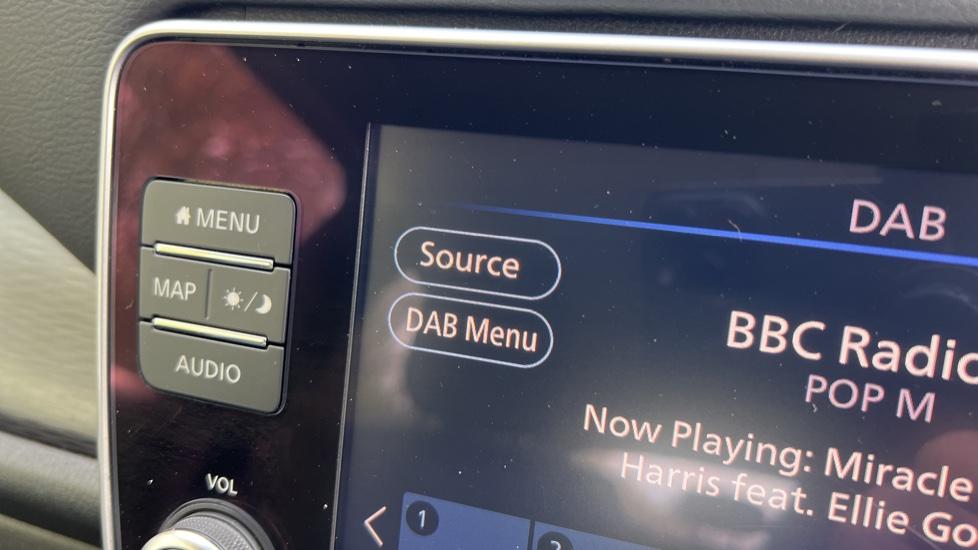 MENU
MAP
AUDIO
VOL
DAB
Source
DAB Menu
BBC Radio
POP M
Now Playing: Miracle
Harris feat. Ellie Go
1
2